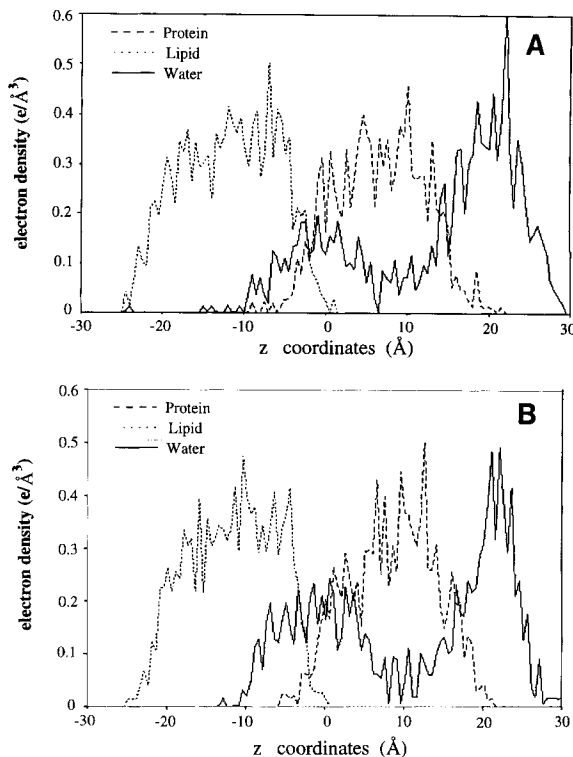 A
0.6
0.5
0.4
0.3
0.2
0.1
0
electron density (e/Å³)
Protein
Lipid
Water
-30 -20 -10 0 10 20 30
z coordinates (Å)
B
0.6
0.5
0.4
0.3
0.2
0.1
0
electron density (e/Å³)
Protein
Lipid
Water
-30 -20 -10 0 10 20 30
z coordinates (Å)